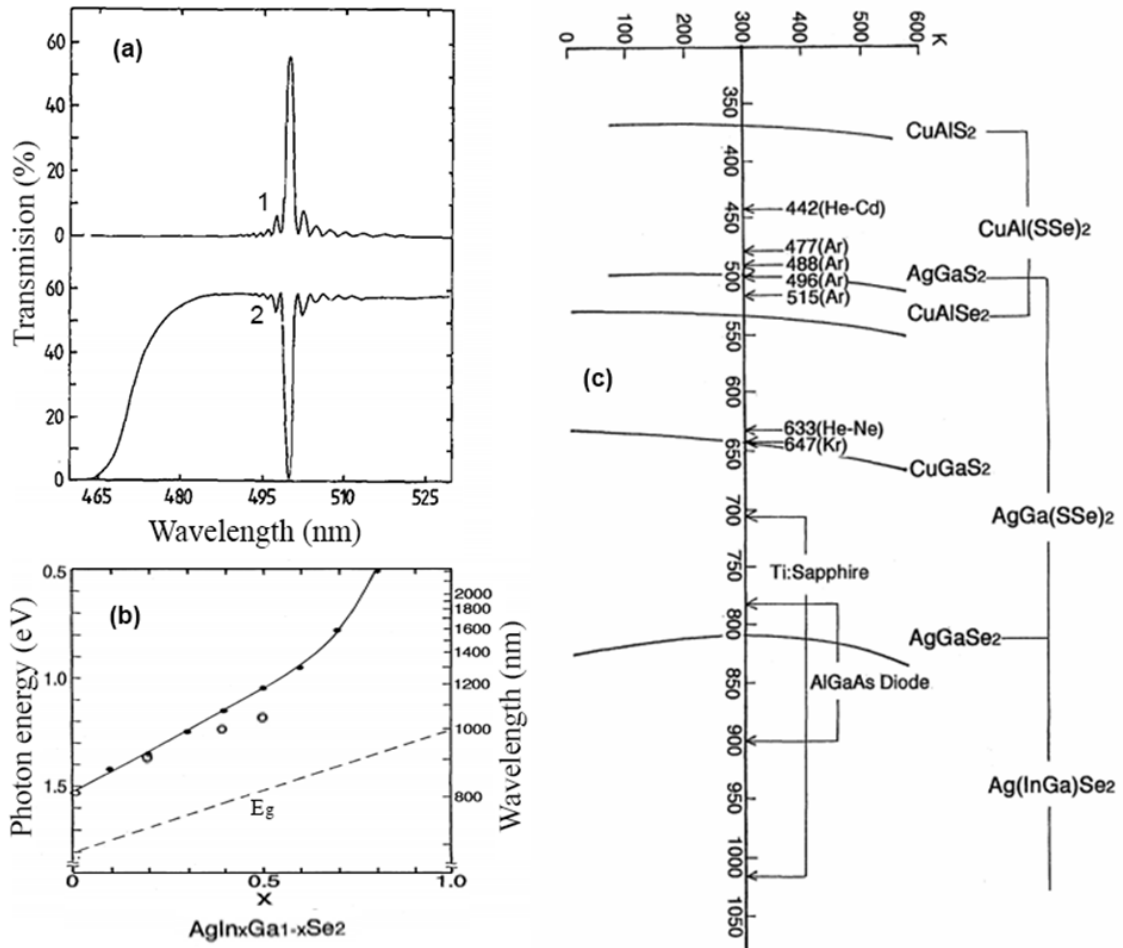 (a)
Transmision (%)
60
40
20
0
60
40
20
0
1
2
465
480
495
510
525
Wavelength (nm)
(b)
Photon energy (eV)
0.5
1.0
1.5
Wavelength (nm)
2000
1800
1600
1400
1200
1000
800
Eg
0
0.5
1.0
x
AgInxGa1-xSe2
(c)
0
100
200
300
400
500
600
K
350
400
450
500
550
600
650
700
750
800
850
900
950
1000
1050
CuAlS2
442(He-Cd)
CuAl(SSe)2
477(Ar)
488(Ar)
496(Ar)
515(Ar)
AgGaS2
CuAlSe2
633(He-Ne)
647(Kr)
CuGaS2
AgGa(SSe)2
Ti:Sapphire
AgGaSe2
AlGaAs Diode
Ag(InGa)Se2